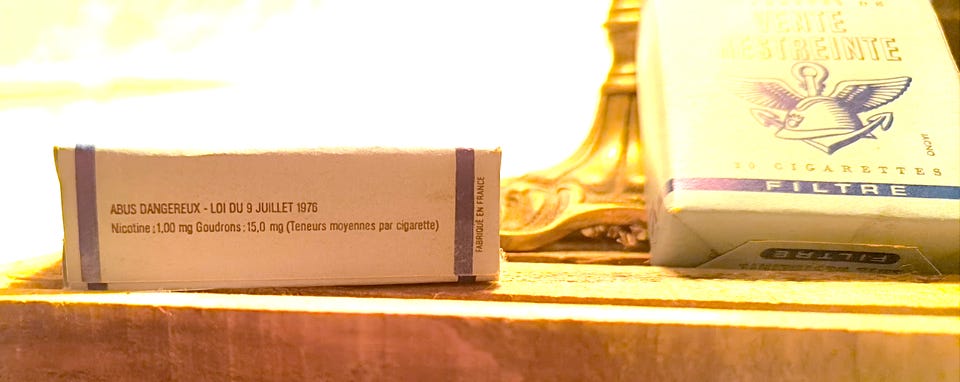 ABUS DANGEREUX - LOI DU 9 JUILLET 1976
Nicotine : 1,00 mg Goudrons : 15,0 mg (Teneurs moyennes par cigarette)
FABRIQUÉ EN FRANCE
DE
VENTE
RESTREINTE
20 CIGARETTES
FILTRE
FILTRE